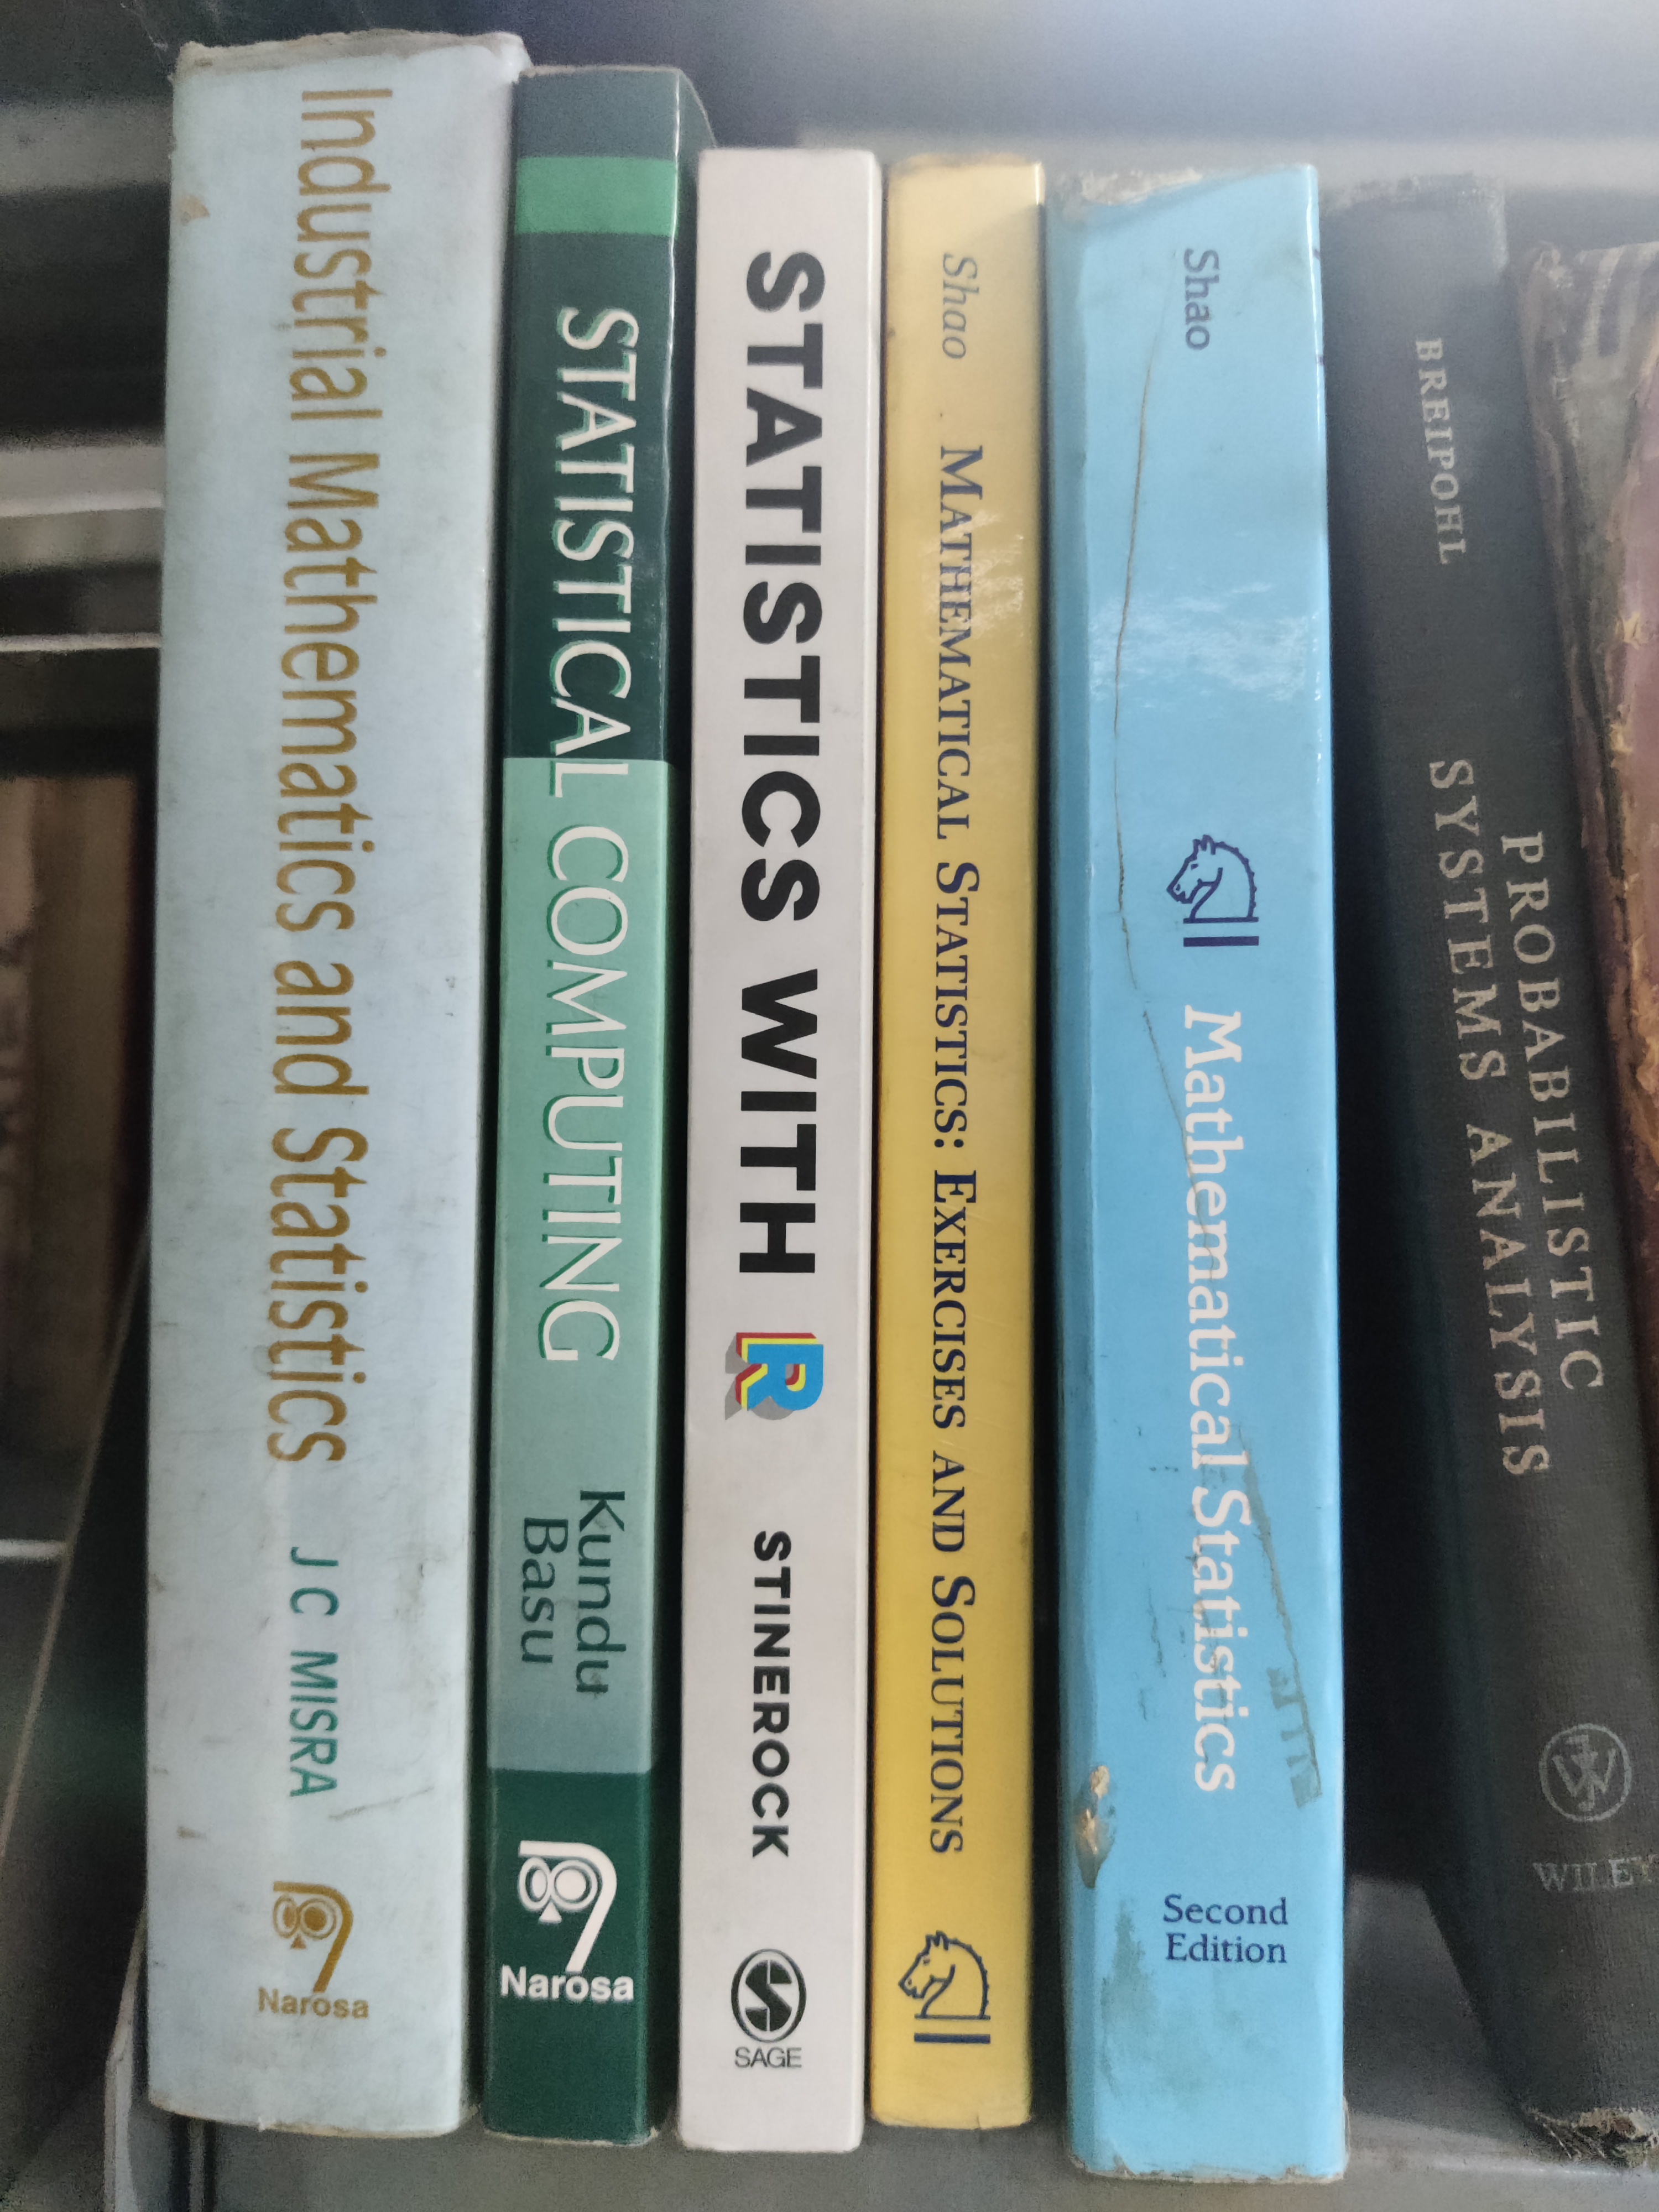 Industrial Mathematics and Statistics
J C MISRA
Narosa
STATISTICAL COMPUTING
Kundu
Basu
Narosa
STATISTICS WITH R
STINEROCK
SAGE
Shao
MATHEMATICAL STATISTICS: EXERCISES AND SOLUTIONS
Shao
Mathematical Statistics
Second
Edition
BREIPOHL
PROBABILISTIC
SYSTEMS ANALYSIS
WILEY